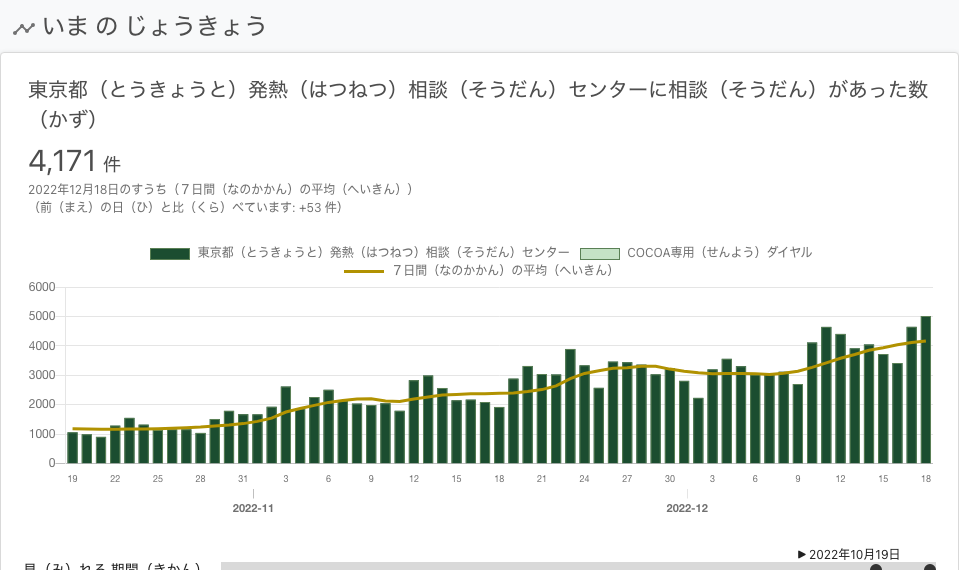 いま の じょうきょう
東京都（とうきょうと）発熱（はつねつ）相談（そうだん）センターに相談（そうだん）があった数
（かず）
4,171 件
2022年12月18日のすうち（７日間（なのかかん）の平均（へいきん））
（前（まえ）の日（ひ）と比（くら）べています: +53 件）
東京都（とうきょうと）発熱（はつねつ）相談（そうだん）センター COCOA専用（せんよう）ダイヤル
７日間（なのかかん）の平均（へいきん）
6000
5000
4000
3000
2000
1000
0
19 22 25 28 31 3 6 9 12 15 18 21 24 27 30 3 6 9 12 15 18
2022-11 2022-12
▶ 2022年10月19日
見（み）れる 期間（きかん）